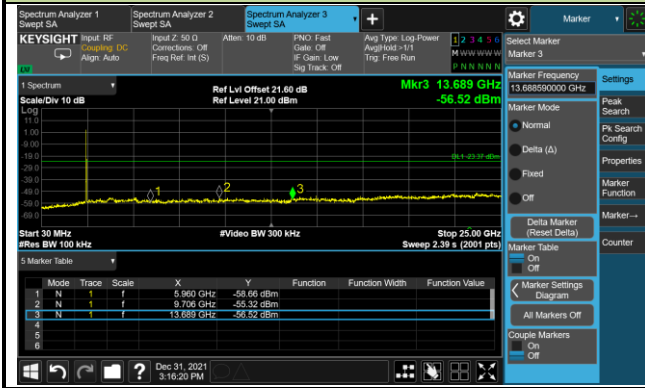 Spectrum Analyzer 1
Swept SA
Spectrum Analyzer 2
Swept SA
Spectrum Analyzer 3
Swept SA
+
Marker
KEYSIGHT
Input: RF
Coupling: DC
Align: Auto
Input Z: 50 Ω
Corrections: Off
Freq Ref: Int (S)
Atten: 10 dB
PNO: Fast
Gate: Off
IF Gain: Low
Sig Track: Off
Avg Type: Log-Power
Avg|Hold:>1/1
Trig: Free Run
1 2 3 4 5 6
M W W W W W
P N N N N N
LV
Select Marker
Marker 3
1 Spectrum
Scale/Div 10 dB
Log
Ref Lvl Offset 21.60 dB
Ref Level 21.00 dBm
Mkr3 13.689 GHz
-56.52 dBm
11.0
1.00
-9.00
-19.0
-29.0
-39.0
-49.0
-59.0
-69.0
DL1 -23.37 dBm
1
2
3
Start 30 MHz
#Res BW 100 kHz
#Video BW 300 kHz
Stop 25.00 GHz
Sweep 2.39 s (2001 pts)
5 Marker Table
Mode Trace Scale X Y Function Function Width Function Value
1 N 1 f 5.960 GHz -58.66 dBm
2 N 1 f 9.706 GHz -55.32 dBm
3 N 1 f 13.689 GHz -56.52 dBm
4
5
6
Marker Frequency
13.688590000 GHz
Marker Mode
Normal
Delta (Δ)
Fixed
Off
Delta Marker
(Reset Delta)
Marker Table
On
Off
Marker Settings
Diagram
All Markers Off
Couple Markers
On
Off
Settings
Peak
Search
Pk Search
Config
Properties
Marker
Function
Marker→
Counter
?
Dec 31, 2021
3:16:20 PM